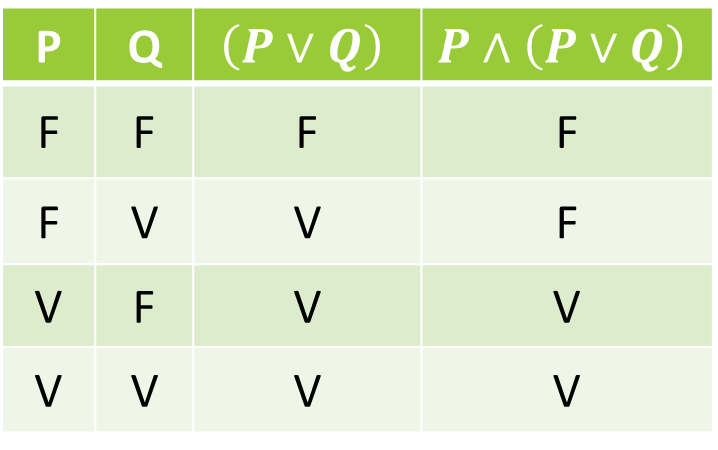 P Q (P ∨ Q) P ∧ (P ∨ Q)
F F F F
F V V F
V F V V
V V V V